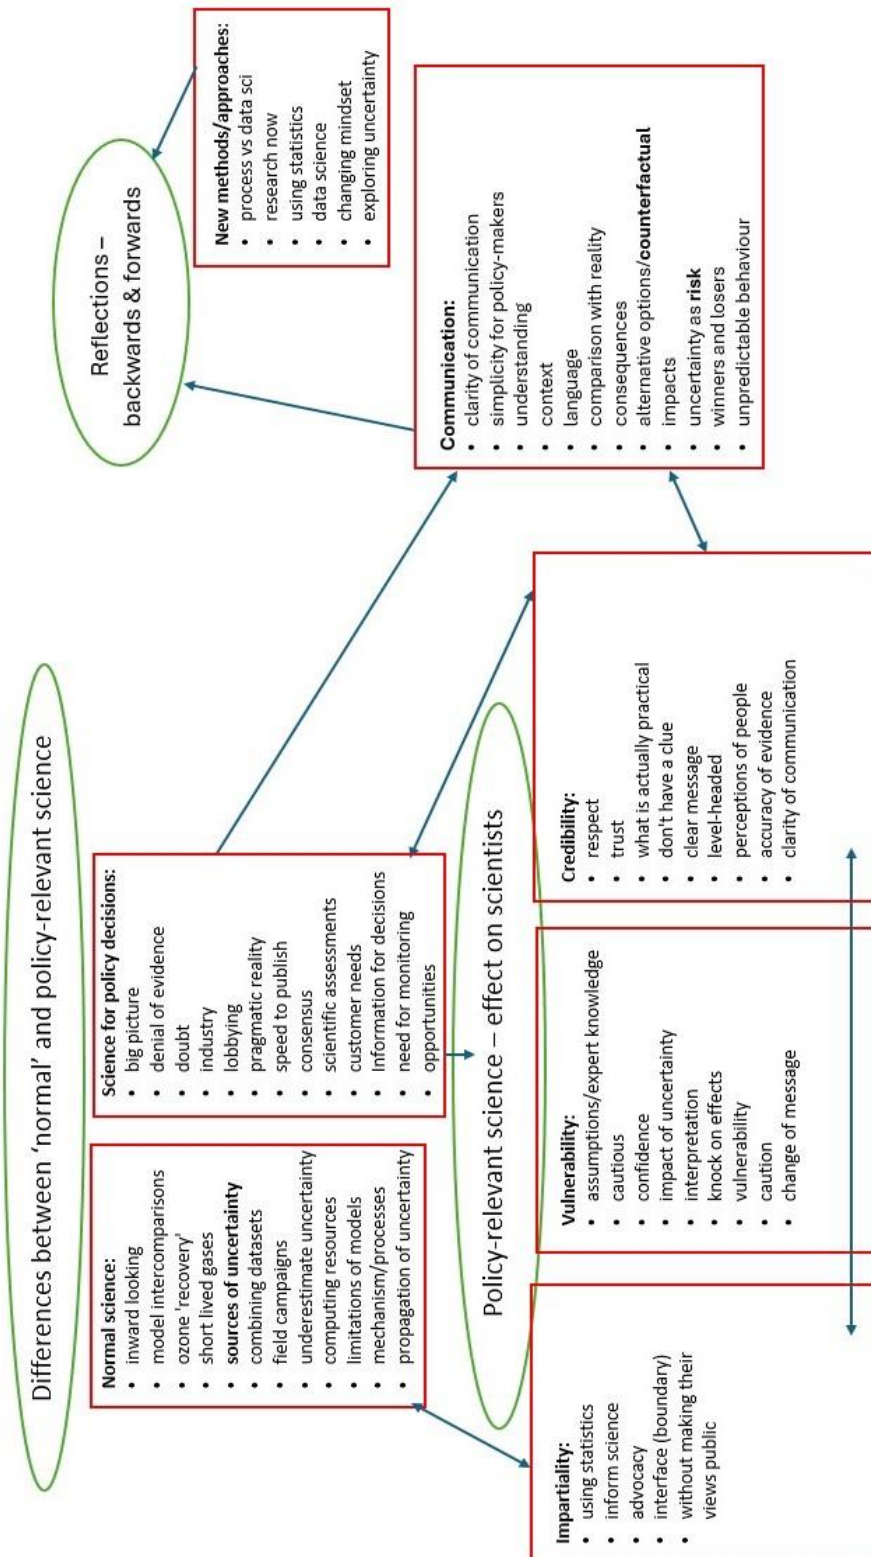 Differences between 'normal' and policy-relevant science
Normal science:
• inward looking
• model intercomparisons
• ozone 'recovery'
• short lived gases
• sources of uncertainty
• combining datasets
• field campaigns
• underestimate uncertainty
• computing resources
• limitations of models
• mechanism/processes
• propagation of uncertainty
Science for policy decisions:
• big picture
• denial of evidence
• doubt
• industry
• lobbying
• pragmatic reality
• speed to publish
• consensus
• scientific assessments
• customer needs
• Information for decisions
• need for monitoring
• opportunities
Reflections –
backwards & forwards
New methods/approaches:
• process vs data sci
• research now
• using statistics
• data science
• changing mindset
• exploring uncertainty
Communication:
• clarity of communication
• simplicity for policy-makers
• understanding
• context
• language
• comparison with reality
• consequences
• alternative options/counterfactual
• impacts
• uncertainty as risk
• winners and losers
• unpredictable behaviour
Policy-relevant science – effect on scientists
Impartiality:
• using statistics
• inform science
• advocacy
• interface (boundary)
• without making their
views public
Vulnerability:
• assumptions/expert knowledge
• cautious
• confidence
• impact of uncertainty
• interpretation
• knock on effects
• vulnerability
• caution
• change of message
Credibility:
• respect
• trust
• what is actually practical
• don't have a clue
• clear message
• level-headed
• perceptions of people
• accuracy of evidence
• clarity of communication